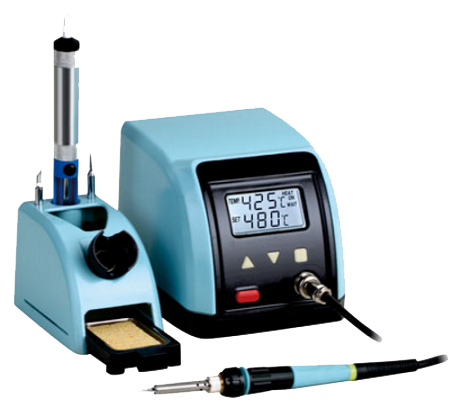 TEMP 425℃ HEAT
ON
WAIT
SET 480℃